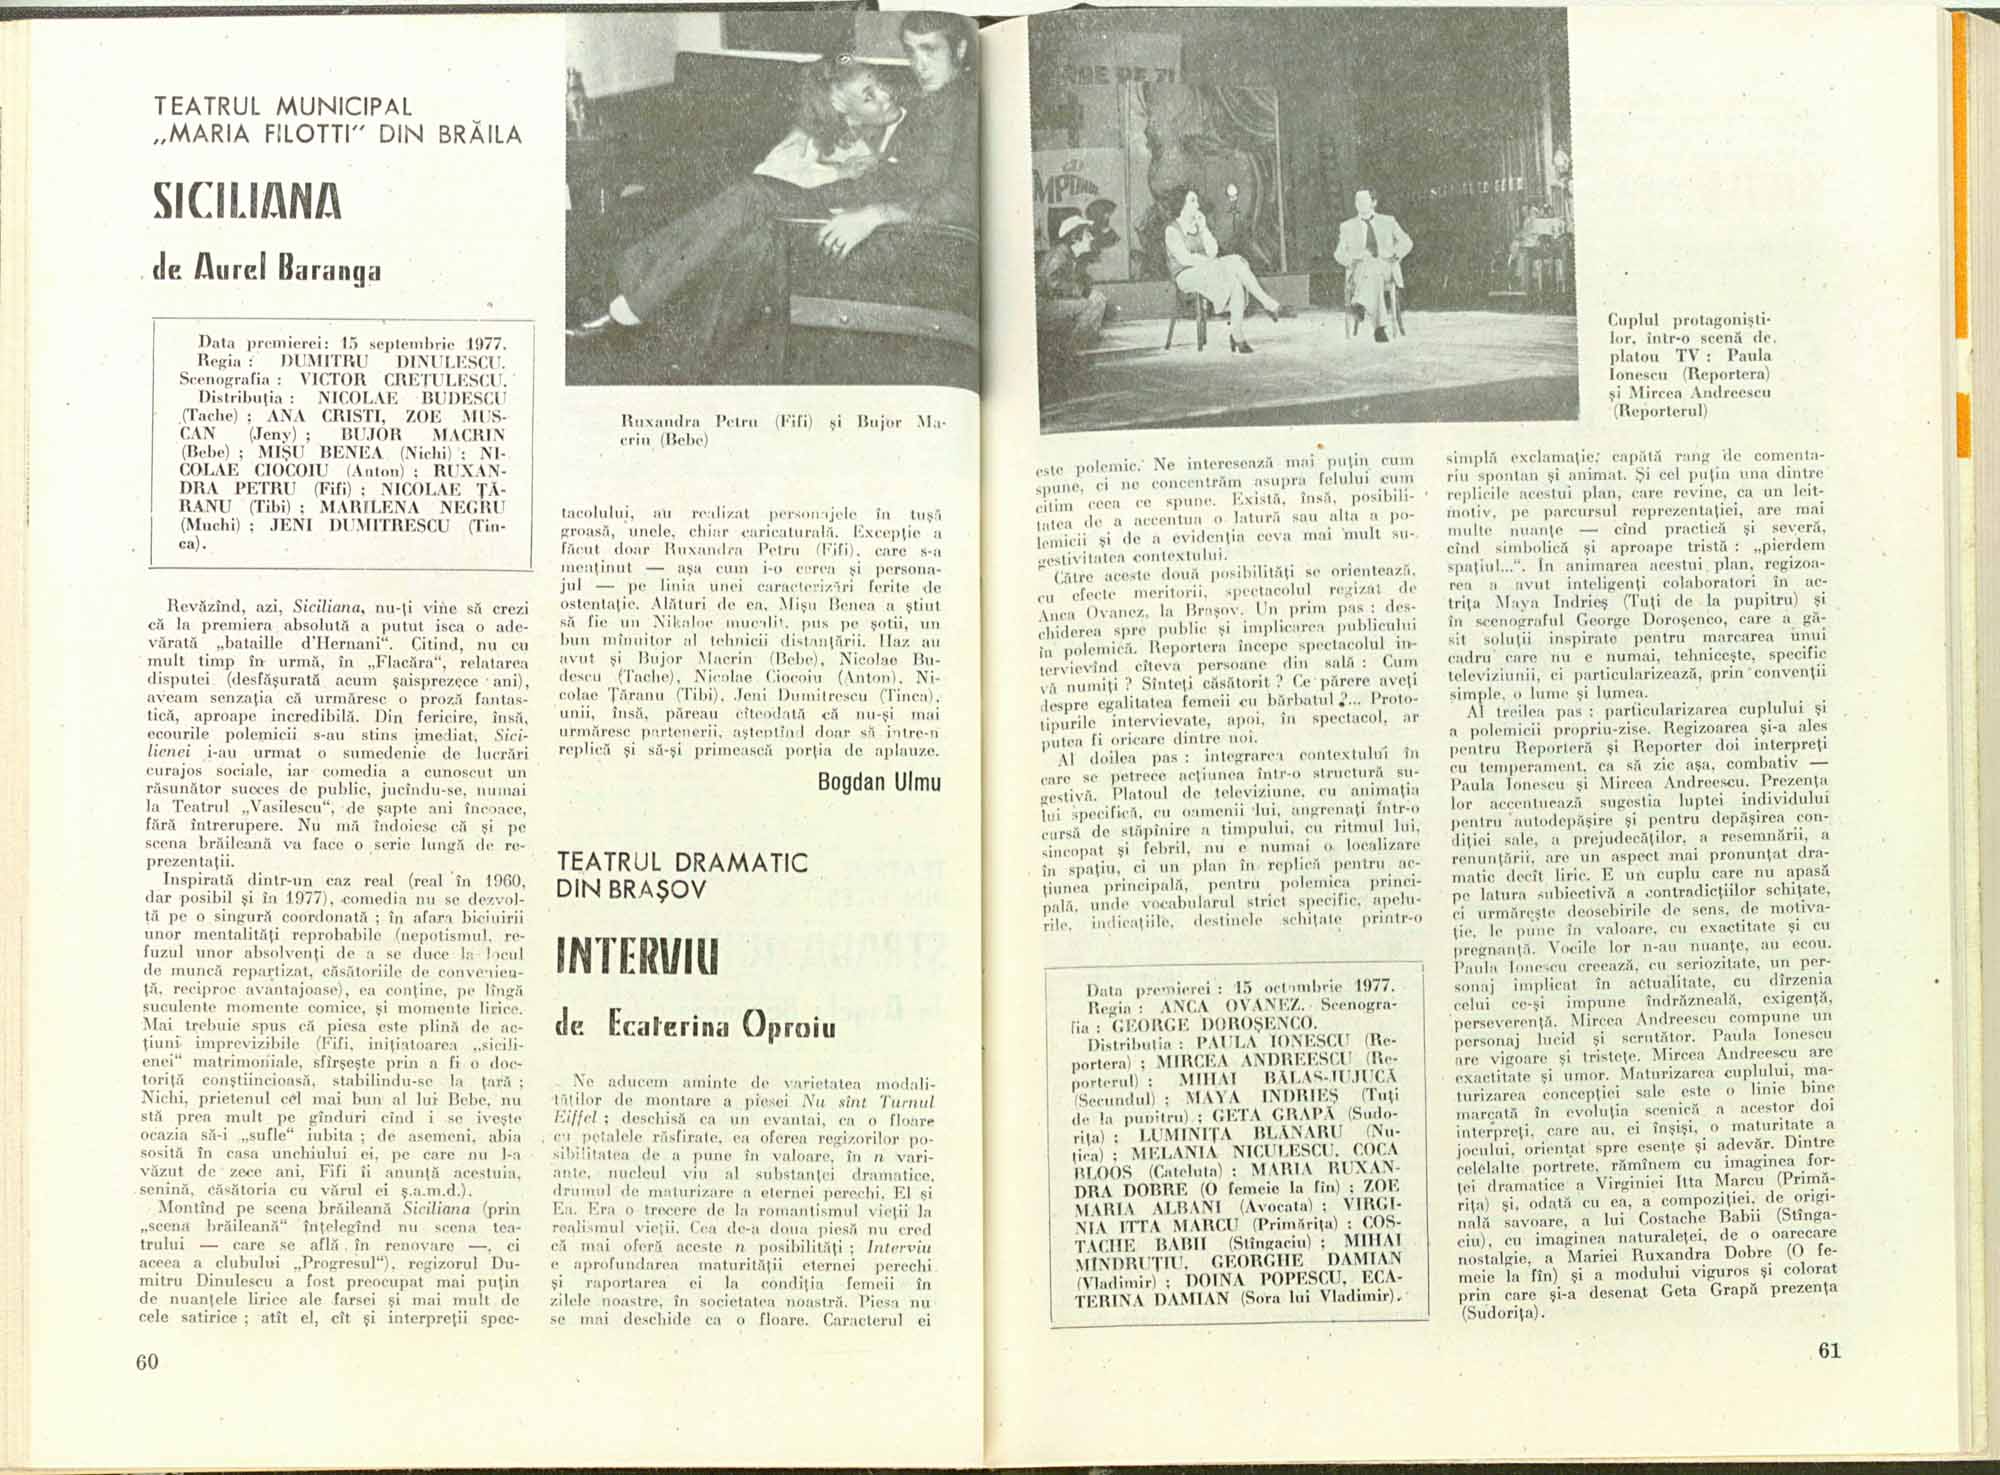 TEATRUL MUNICIPAL
„MARIA FILOTTI” DIN BRĂILA
SICILIANA
de Aurel Baranga
Data premierei: 15 septembrie 1977.
Regia : DUMITRU DINULESCU.
Scenografia : VICTOR CREȚULESCU.
Distribuția : NICOLAE BUDESCU
(Tache) ; ANA CRISTI, ZOE MUS-
CAN (Jeny) ; BUJOR MACRIN
(Bebe) ; MIȘU BENEA (Nichi) ; NI-
COLAE CIOCOIU (Anton) ; RUXAN-
DRA PETRU (Fifi) ; NICOLAE ȚĂ-
RANU (Tibi) ; MARILENA NEGRU
(Muchi) ; JENI DUMITRESCU (Tin-
ca).
Revăzînd, azi, Siciliana, nu-ți vine să crezi
că la premiera absolută a putut isca o ade-
vărată „bataille d'Hernani“. Citind, nu cu
mult timp în urmă, în „Flacăra“, relatarea
disputei (desfășurată acum șaisprezece ani),
aveam senzația că urmăresc o proză fantas-
tică, aproape incredibilă. Din fericire, însă,
ecourile polemicii s-au stins imediat, Sici-
lienei i-au urmat o sumedenie de lucrări
curajos sociale, iar comedia a cunoscut un
răsunător succes de public, jucîndu-se, numai
la Teatrul „Vasilescu“, de șapte ani încoace,
fără întrerupere. Nu mă îndoiesc că și pe
scena brăileană va face o serie lungă de re-
prezentații.
Inspirată dintr-un caz real (real în 1960,
dar posibil și în 1977), comedia nu se dezvol-
tă pe o singură coordonată ; în afara biciuirii
unor mentalități reprobabile (nepotismul, re-
fuzul unor absolvenți de a se duce la locul
de muncă repartizat, căsătoriile de convenien-
ță, reciproc avantajoase), ea conține, pe lîngă
suculente momente comice, și momente lirice.
Mai trebuie spus că piesa este plină de ac-
țiuni imprevizibile (Fifi, inițiatoarea „sicili-
enei“ matrimoniale, sfîrșește prin a fi o doc-
toriță conștiincioasă, stabilindu-se la țară ;
Nichi, prietenul cel mai bun al lui Bebe, nu
stă prea mult pe gînduri cînd i se ivește
ocazia să-i „sufle“ iubita ; de asemeni, abia
sosită în casa unchiului ei, pe care nu l-a
văzut de zece ani, Fifi îi anunță acestuia,
senină, căsătoria cu vărul ei ș.a.m.d.).
Montînd pe scena brăileană Siciliana (prin
„scena brăileană“ înțelegînd nu scena tea-
trului — care se află în renovare —, ci
aceea a clubului „Progresul“), regizorul Du-
mitru Dinulescu a fost preocupat mai puțin
de nuanțele lirice ale farsei și mai mult de
cele satirice ; atît el, cît și interpreții spec-
60
Ruxandra Petru (Fifi) și Bujor Ma-
crin (Bebe)
tacolului, au realizat personajele în tușă
groasă, unele, chiar caricaturală. Excepție a
făcut doar Ruxandra Petru (Fifi), care s-a
menținut — așa cum i-o cerea și persona-
jul — pe linia unei caracterizări ferite de
ostentație. Alături de ea, Mișu Benea a știut
să fie un Nikaloe mucalit, pus pe șotii, un
bun mînuitor al tehnicii distanțării. Haz au
avut și Bujor Macrin (Bebe), Nicolae Bu-
descu (Tache), Nicolae Ciocoiu (Anton), Ni-
colae Țăranu (Tibi), Jeni Dumitrescu (Tinca),
unii, însă, păreau cîteodată că nu-și mai
urmăresc partenerii, așteptînd doar să intre-n
replică și să-și primească porția de aplauze.
Bogdan Ulmu
TEATRUL DRAMATIC
DIN BRAȘOV
INTERVIU
de Ecaterina Oproiu
Ne aducem aminte de varietatea modali-
tăților de montare a piesei Nu sînt Turnul
Eiffel ; deschisă ca un evantai, ca o floare
cu petalele răsfirate, ea oferea regizorilor po-
sibilitatea de a pune în valoare, în n vari-
ante, nucleul viu al substanței dramatice,
drumul de maturizare a eternei perechi, El și
Ea. Era o trecere de la romantismul vieții la
realismul vieții. Cea de-a doua piesă nu cred
că mai oferă aceste n posibilități ; Interviu
e aprofundarea maturității eternei perechi
și raportarea ei la condiția femeii în
zilele noastre, în societatea noastră. Piesa nu
se mai deschide ca o floare. Caracterul ei
Cuplul protagoniști-
lor, într-o scenă de
platou TV : Paula
Ionescu (Reportera)
și Mircea Andreescu
(Reporterul)
este polemic. Ne interesează mai puțin cum
spune, ci ne concentrăm asupra felului cum
citim ceea ce spune. Există, însă, posibili-
tatea de a accentua o latură sau alta a po-
lemicii și de a evidenția ceva mai mult su-
gestivitatea contextului.
Către aceste două posibilități se orientează,
cu efecte meritorii, spectacolul regizat de
Anca Ovanez, la Brașov. Un prim pas : des-
chiderea spre public și implicarea publicului
în polemică. Reportera începe spectacolul in-
tervievînd cîteva persoane din sală : Cum
vă numiți ? Sînteți căsătorit ? Ce părere aveți
despre egalitatea femeii cu bărbatul ?... Proto-
tipurile intervievate, apoi, în spectacol, ar
putea fi oricare dintre noi.
Al doilea pas : integrarea contextului în
care se petrece acțiunea într-o structură su-
gestivă. Platoul de televiziune, cu animația
lui specifică, cu oamenii lui, angrenați într-o
cursă de stăpînire a timpului, cu ritmul lui,
sincopat și febril, nu e numai o localizare
în spațiu, ci un plan în replică pentru ac-
țiunea principală, pentru polemica princi-
pală, unde vocabularul strict specific, apelu-
rile, indicațiile, destinele schițate printr-o
Data premierei : 15 octombrie 1977.
Regia : ANCA OVANEZ. Scenogra-
fia : GEORGE DOROȘENCO.
Distribuția : PAULA IONESCU (Re-
portera) ; MIRCEA ANDREESCU (Re-
porterul) ; MIHAI BĂLAȘ-JUJUCĂ
(Secundul) ; MAYA INDRIEȘ (Tuți
de la pupitru) ; GETA GRAPĂ (Sudo-
rița) ; LUMINIȚA BLĂNARU (Nu-
țica) ; MELANIA NICULESCU, COCA
BLOOS (Cateluta) ; MARIA RUXAN-
DRA DOBRE (O femeie la fîn) ; ZOE
MARIA ALBANI (Avocata) ; VIRGI-
NIA ITTA MARCU (Primărița) ; COS-
TACHE BABII (Stîngaciu) ; MIHAI
MÎNDRUȚIU, GEORGHE DAMIAN
(Vladimir) ; DOINA POPESCU, ECA-
TERINA DAMIAN (Sora lui Vladimir).
simplă exclamație, capătă rang de comenta-
riu spontan și animat. Și cel puțin una dintre
replicile acestui plan, care revine, ca un leit-
motiv, pe parcursul reprezentației, are mai
multe nuanțe — cînd practică și severă,
cînd simbolică și aproape tristă : „pierdem
spațiul...“. În animarea acestui plan, regizoa-
rea a avut inteligenți colaboratori în ac-
trița Maya Indrieș (Tuți de la pupitru) și
în scenograful George Doroșenco, care a gă-
sit soluții inspirate pentru marcarea unui
cadru care nu e numai, tehnicește, specific
televiziunii, ci particularizează, prin convenții
simple, o lume și lumea.
Al treilea pas : particularizarea cuplului și
a polemicii propriu-zise. Regizoarea și-a ales
pentru Reporteră și Reporter doi interpreți
cu temperament, ca să zic așa, combativ —
Paula Ionescu și Mircea Andreescu. Prezența
lor accentuează sugestia luptei individului
pentru autodepășire și pentru depășirea con-
diției sale, a prejudecăților, a resemnării, a
renunțării, are un aspect mai pronunțat dra-
matic decît liric. E un cuplu care nu apasă
pe latura subiectivă a contradicțiilor schițate,
ci urmărește deosebirile de sens, de motiva-
ție, le pune în valoare, cu exactitate și cu
pregnanță. Vocile lor n-au nuanțe, au ecou.
Paula Ionescu creează, cu seriozitate, un per-
sonaj implicat în actualitate, cu dîrzenia
celui ce-și impune îndrăzneală, exigență,
perseverență. Mircea Andreescu compune un
personaj lucid și scrutător. Paula Ionescu
are vigoare și tristețe. Mircea Andreescu are
exactitate și umor. Maturizarea cuplului, ma-
turizarea concepției sale este o linie bine
marcată în evoluția scenică a acestor doi
interpreți, care au, ei înșiși, o maturitate a
jocului, orientat spre esențe și adevăr. Dintre
celelalte portrete, rămînem cu imaginea for-
ței dramatice a Virginiei Itta Marcu (Primă-
rița) și, odată cu ea, a compoziției, de origi-
nală savoare, a lui Costache Babii (Stînga-
ciu), cu imaginea naturaleței, de o oarecare
nostalgie, a Mariei Ruxandra Dobre (O fe-
meie la fîn) și a modului viguros și colorat
prin care și-a desenat Geta Grapă prezența
(Sudorița).
61